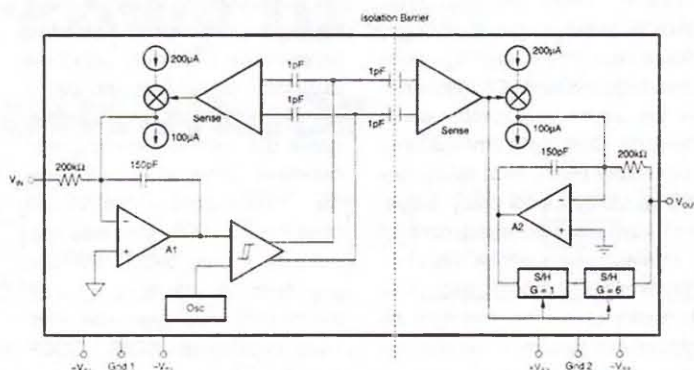 Isolation Barrier
200µA
1pF
1pF
200µA
1pF
1pF
Sense
Sense
100µA
100µA
200kΩ
150pF
150pF
200kΩ
VIN
VOUT
A1
A2
Osc
S/H
G = 1
S/H
G = 6
Gnd 1
Gnd 2